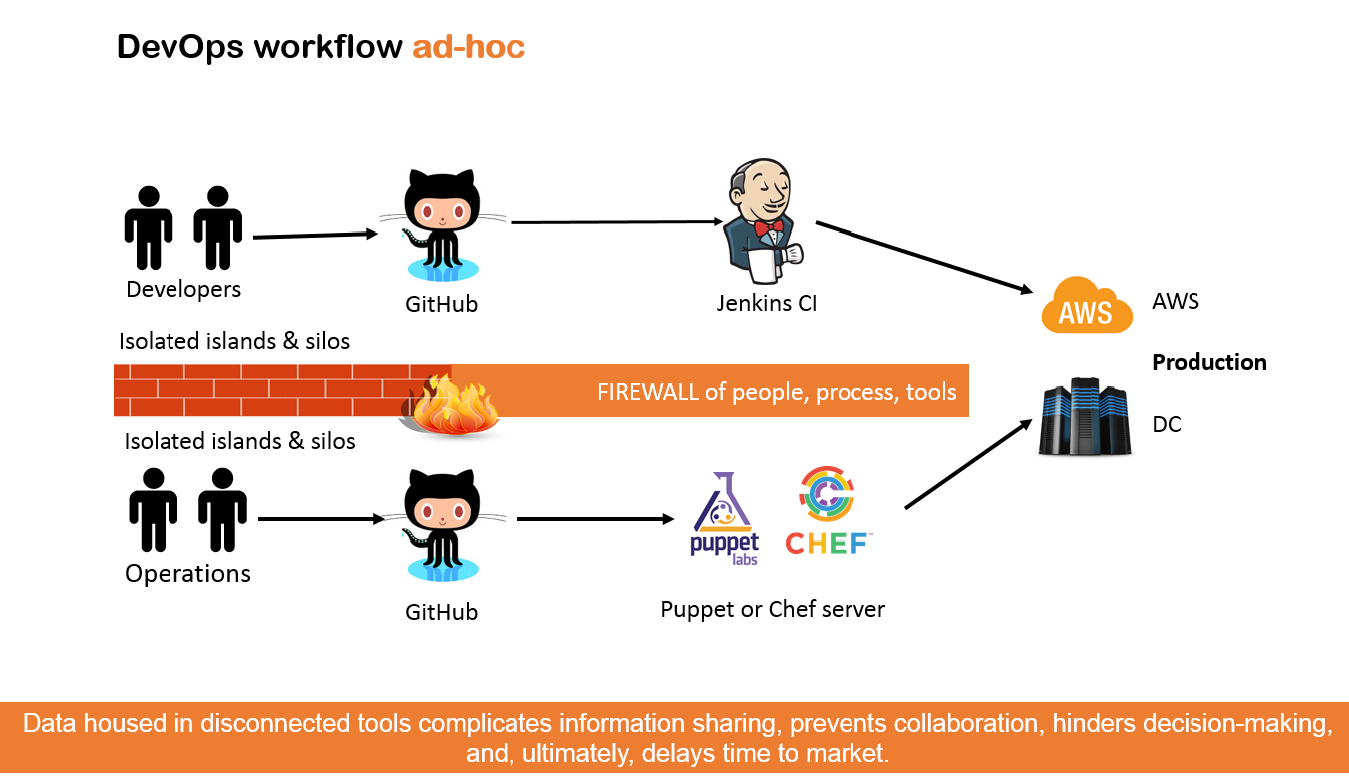 DevOps workflow ad-hoc
Developers
GitHub
Jenkins CI
AWS
AWS
Production
DC
Isolated islands & silos
FIREWALL of people, process, tools
Isolated islands & silos
Operations
GitHub
puppet
labs
CHEF™
Puppet or Chef server
Data housed in disconnected tools complicates information sharing, prevents collaboration, hinders decision-making,
and, ultimately, delays time to market.